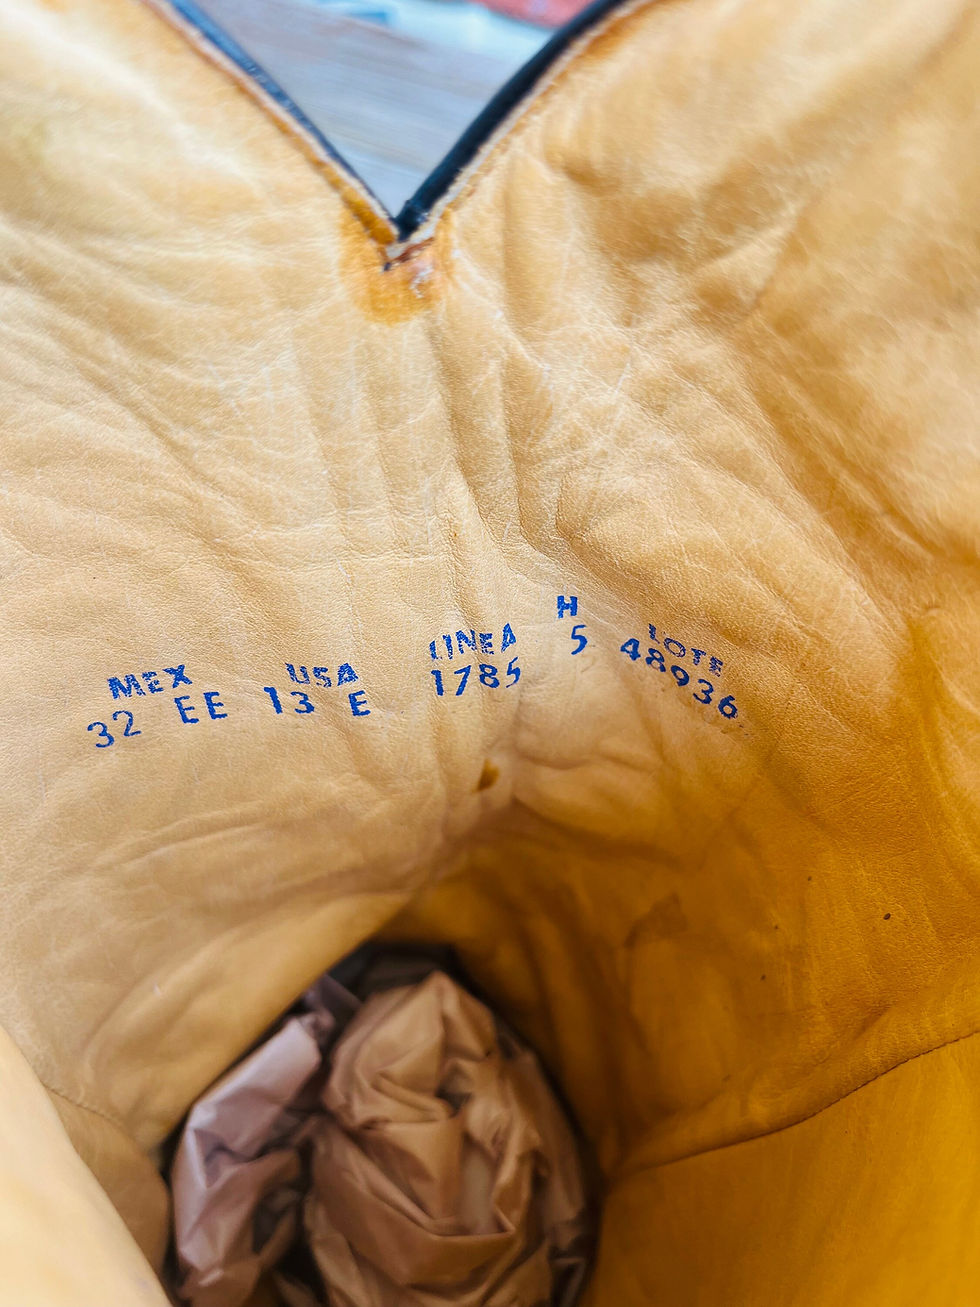 MEX USA LINEA H LOTE
32 EE 13 E 1785 5 48936